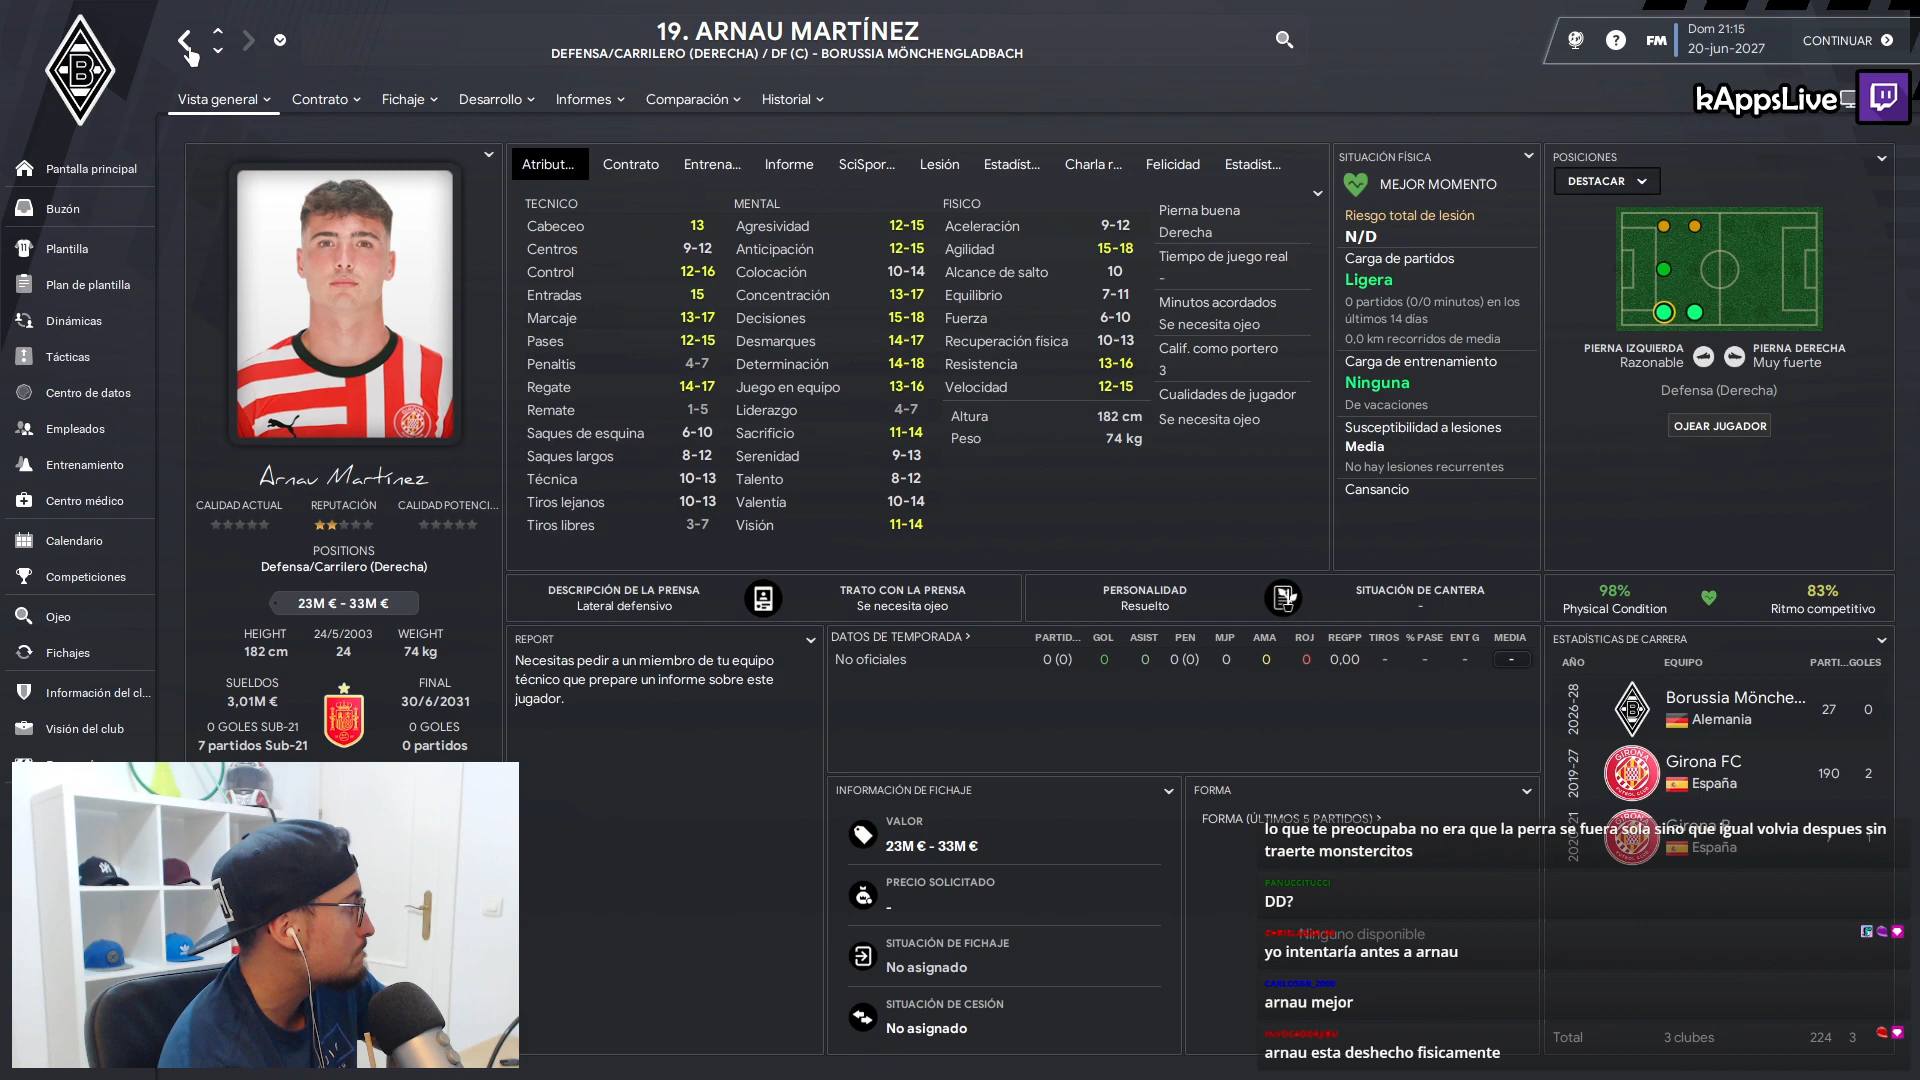 19. ARNAU MARTÍNEZ
DEFENSA/CARRILERO (DERECHA) / DF (C) - BORUSSIA MÖNCHENGLADBACH
FM
Dom 21:15
20-jun-2027
CONTINUAR
kAppsLive
Vista general
Contrato
Fichaje
Desarrollo
Informes
Comparación
Historial
Pantalla principal
Buzón
Plantilla
Plan de plantilla
Dinámicas
Tácticas
Centro de datos
Empleados
Entrenamiento
Centro médico
Calendario
Competiciones
Ojeo
Fichajes
Información del cl...
Visión del club
Arnau Martínez
CALIDAD ACTUAL REPUTACIÓN CALIDAD POTENCI...
POSITIONS
Defensa/Carrilero (Derecha)
23M € - 33M €
HEIGHT 24/5/2003 WEIGHT
182 cm 24 74 kg
SUELDOS FINAL
3,01M € 30/6/2031
0 GOLES SUB-21 0 GOLES
7 partidos Sub-21 0 partidos
Atribut... Contrato Entrena... Informe SciSpor... Lesión Estadíst... Charla r... Felicidad Estadíst...
TECNICO MENTAL FISICO
Cabeceo 13 Agresividad 12-15 Aceleración 9-12
Centros 9-12 Anticipación 12-15 Agilidad 15-18
Control 12-16 Colocación 10-14 Alcance de salto 10
Entradas 15 Concentración 13-17 Equilibrio 7-11
Marcaje 13-17 Decisiones 15-18 Fuerza 6-10
Pases 12-15 Desmarques 14-17 Recuperación física 10-13
Penaltis 4-7 Determinación 14-18 Resistencia 13-16
Regate 14-17 Juego en equipo 13-16 Velocidad 12-15
Remate 1-5 Liderazgo 4-7 Altura 182 cm
Saques de esquina 6-10 Sacrificio 11-14 Peso 74 kg
Saques largos 8-12 Serenidad 9-13
Técnica 10-13 Talento 8-12
Tiros lejanos 10-13 Valentía 10-14
Tiros libres 3-7 Visión 11-14
Pierna buena
Derecha
Tiempo de juego real
-
Minutos acordados
Se necesita ojeo
Calif. como portero
3
Cualidades de jugador
Se necesita ojeo
SITUACIÓN FÍSICA
MEJOR MOMENTO
Riesgo total de lesión
N/D
Carga de partidos
Ligera
0 partidos (0/0 minutos) en los
últimos 14 días
0,0 km recorridos de media
Carga de entrenamiento
Ninguna
De vacaciones
Susceptibilidad a lesiones
Media
No hay lesiones recurrentes
Cansancio
POSICIONES
DESTACAR
PIERNA IZQUIERDA PIERNA DERECHA
Razonable Muy fuerte
Defensa (Derecha)
OJEAR JUGADOR
DESCRIPCIÓN DE LA PRENSA TRATO CON LA PRENSA
Lateral defensivo Se necesita ojeo
PERSONALIDAD SITUACIÓN DE CANTERA
Resuelto -
98% 83%
Physical Condition Ritmo competitivo
REPORT
Necesitas pedir a un miembro de tu equipo
técnico que prepare un informe sobre este
jugador.
DATOS DE TEMPORADA > PARTID... GOL ASIST PEN MJP AMA ROJ REGPP TIROS % PASE ENT G MEDIA
No oficiales 0 (0) 0 0 0 (0) 0 0 0 0,00 - - - -
INFORMACIÓN DE FICHAJE
VALOR
23M € - 33M €
PRECIO SOLICITADO
-
SITUACIÓN DE FICHAJE
No asignado
SITUACIÓN DE CESIÓN
No asignado
FORMA
FORMA (ÚLTIMOS 5 PARTIDOS) >
Ninguno disponible
ESTADÍSTICAS DE CARRERA
AÑO EQUIPO PARTI... GOLES
2026-28 Borussia Mönche... 27 0
Alemania
2019-27 Girona FC 190 2
España
Girona B
España
Total 3 clubes 224 3
lo que te preocupaba no era que la perra se fuera sola sino que igual volvia despues sin
traerte monstercitos
PANUCCITUCCI
DD?
yo intentaría antes a arnau
arnau mejor
arnau esta deshecho fisicamente